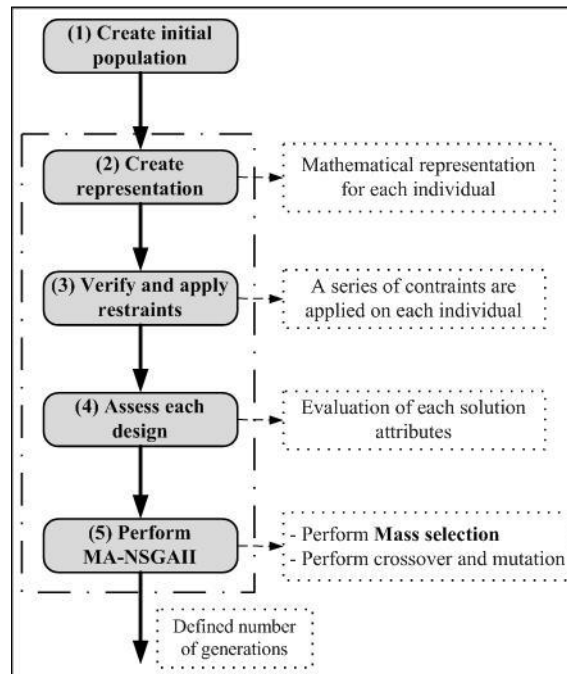 (1) Create initial
population
(2) Create
representation
Mathematical representation
for each individual
(3) Verify and apply
restraints
A series of contraints are
applied on each individual
(4) Assess each
design
Evaluation of each solution
attributes
(5) Perform
MA-NSGAII
- Perform Mass selection
- Perform crossover and mutation
Defined number
of generations